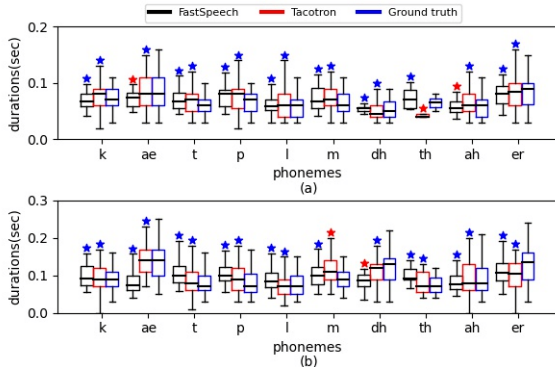 FastSpeech Tacotron Ground truth
0.2
0.1
0.0
durations(sec)
k ae t p l m dh th ah er
phonemes
(a)
0.3
0.2
0.1
0.0
durations(sec)
k ae t p l m dh th ah er
phonemes
(b)